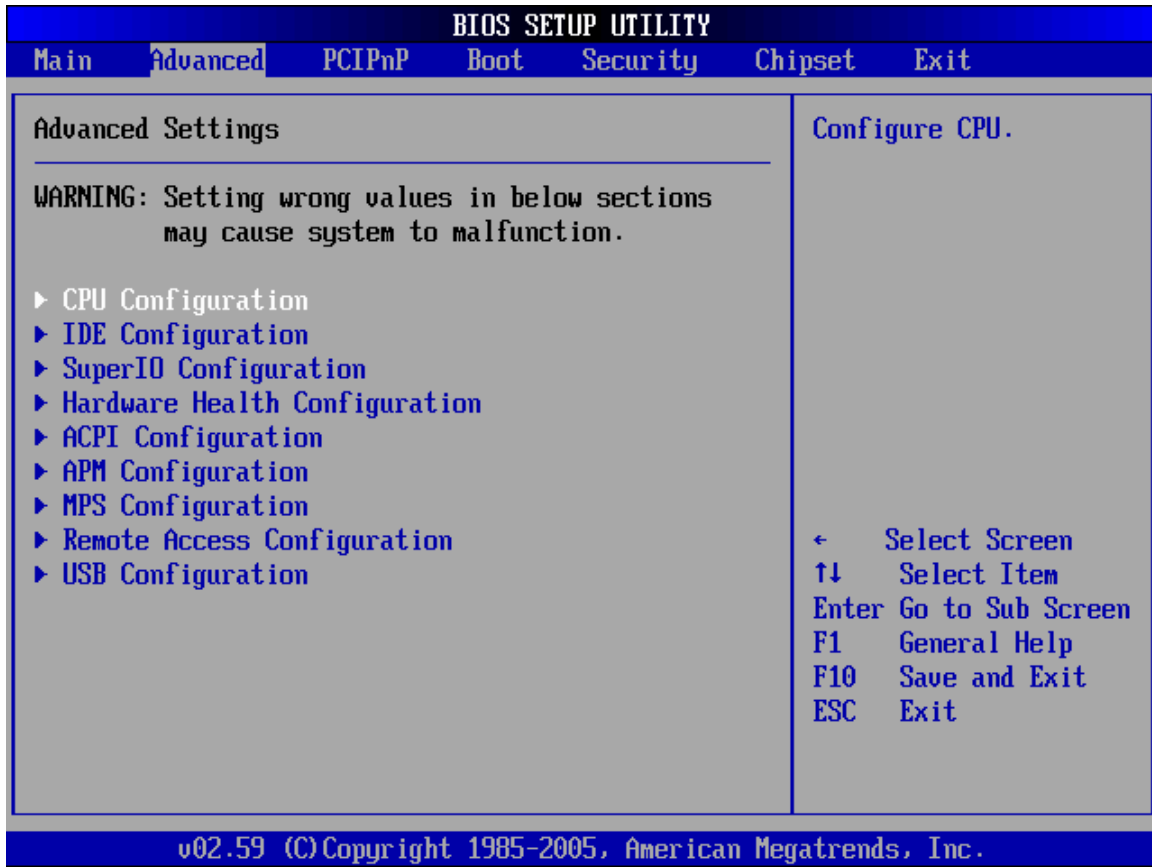 BIOS SETUP UTILITY
Main Advanced PCIPnP Boot Security Chipset Exit
Advanced Settings
WARNING: Setting wrong values in below sections
may cause system to malfunction.
▶ CPU Configuration
▶ IDE Configuration
▶ SuperIO Configuration
▶ Hardware Health Configuration
▶ ACPI Configuration
▶ APM Configuration
▶ MPS Configuration
▶ Remote Access Configuration
▶ USB Configuration
Configure CPU.
← Select Screen
↑↓ Select Item
Enter Go to Sub Screen
F1 General Help
F10 Save and Exit
ESC Exit
v02.59 (C)Copyright 1985-2005, American Megatrends, Inc.